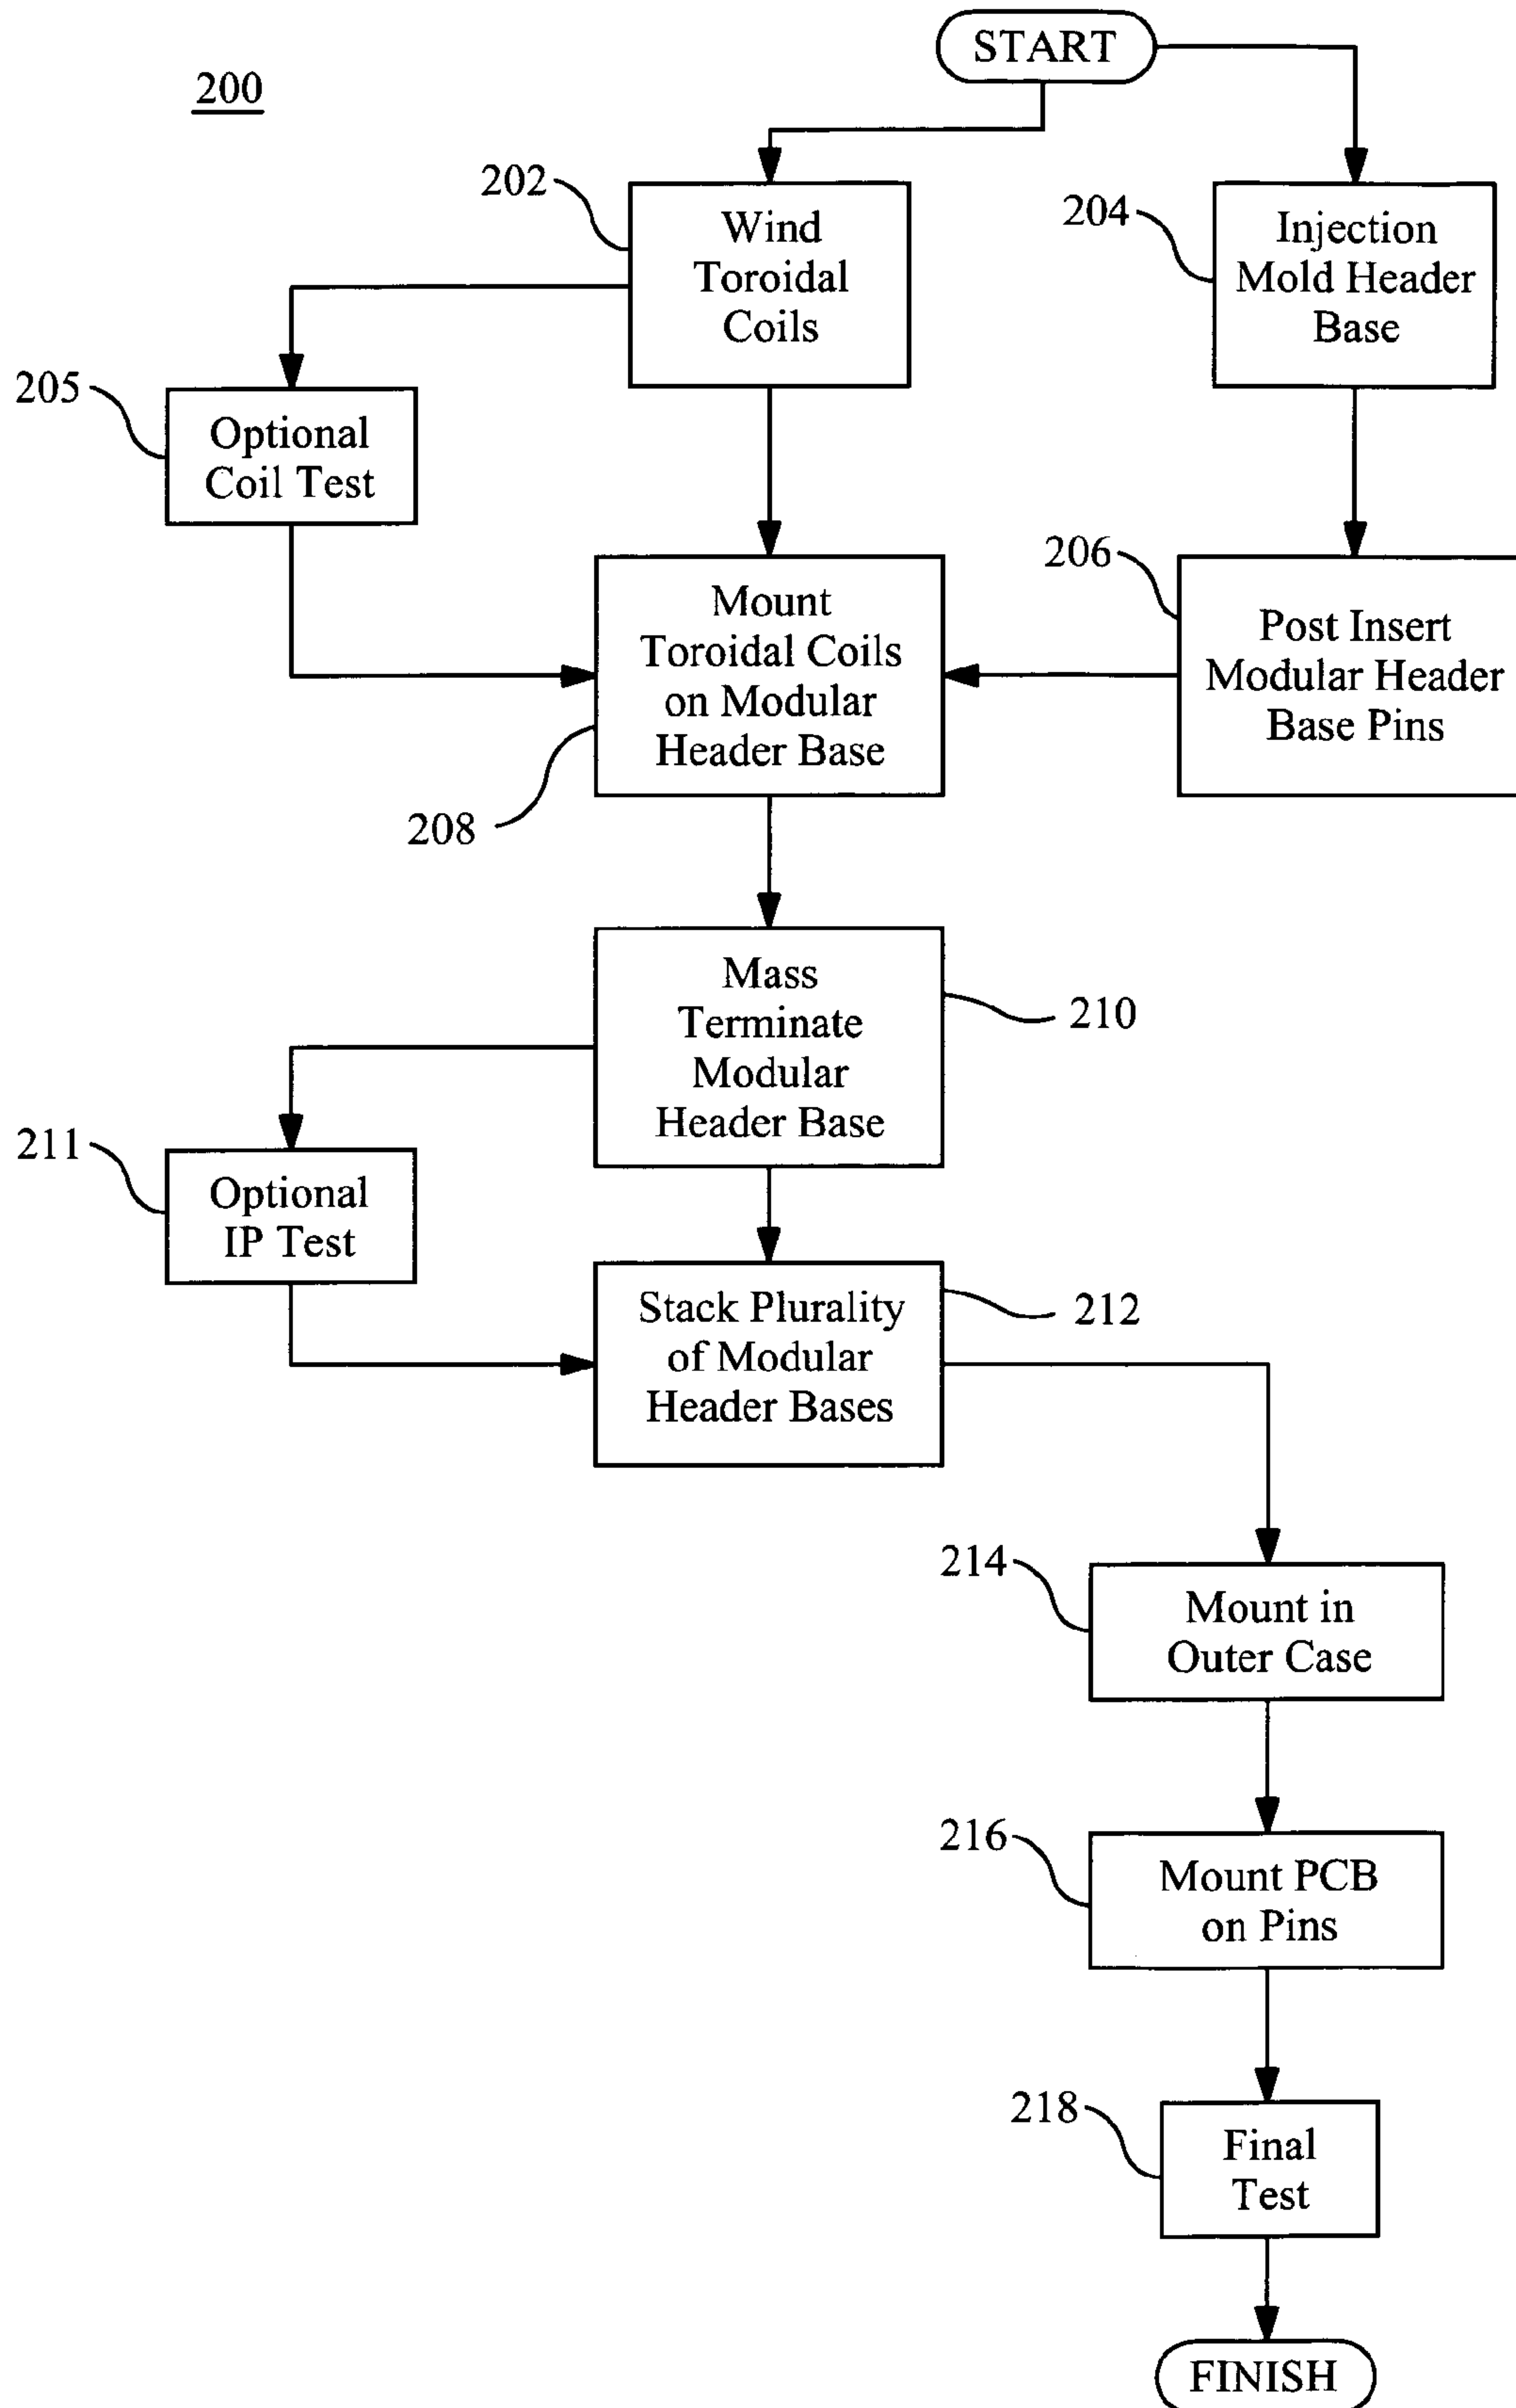 START
200
202
Wind
Toroidal
Coils
204
Injection
Mold Header
Base
205
Optional
Coil Test
206
Post Insert
Modular Header
Base Pins
Mount
Toroidal Coils
on Modular
Header Base
208
Mass
Terminate
Modular
Header Base
210
211
Optional
IP Test
Stack Plurality
of Modular
Header Bases
212
214
Mount in
Outer Case
216
Mount PCB
on Pins
218
Final
Test
FINISH